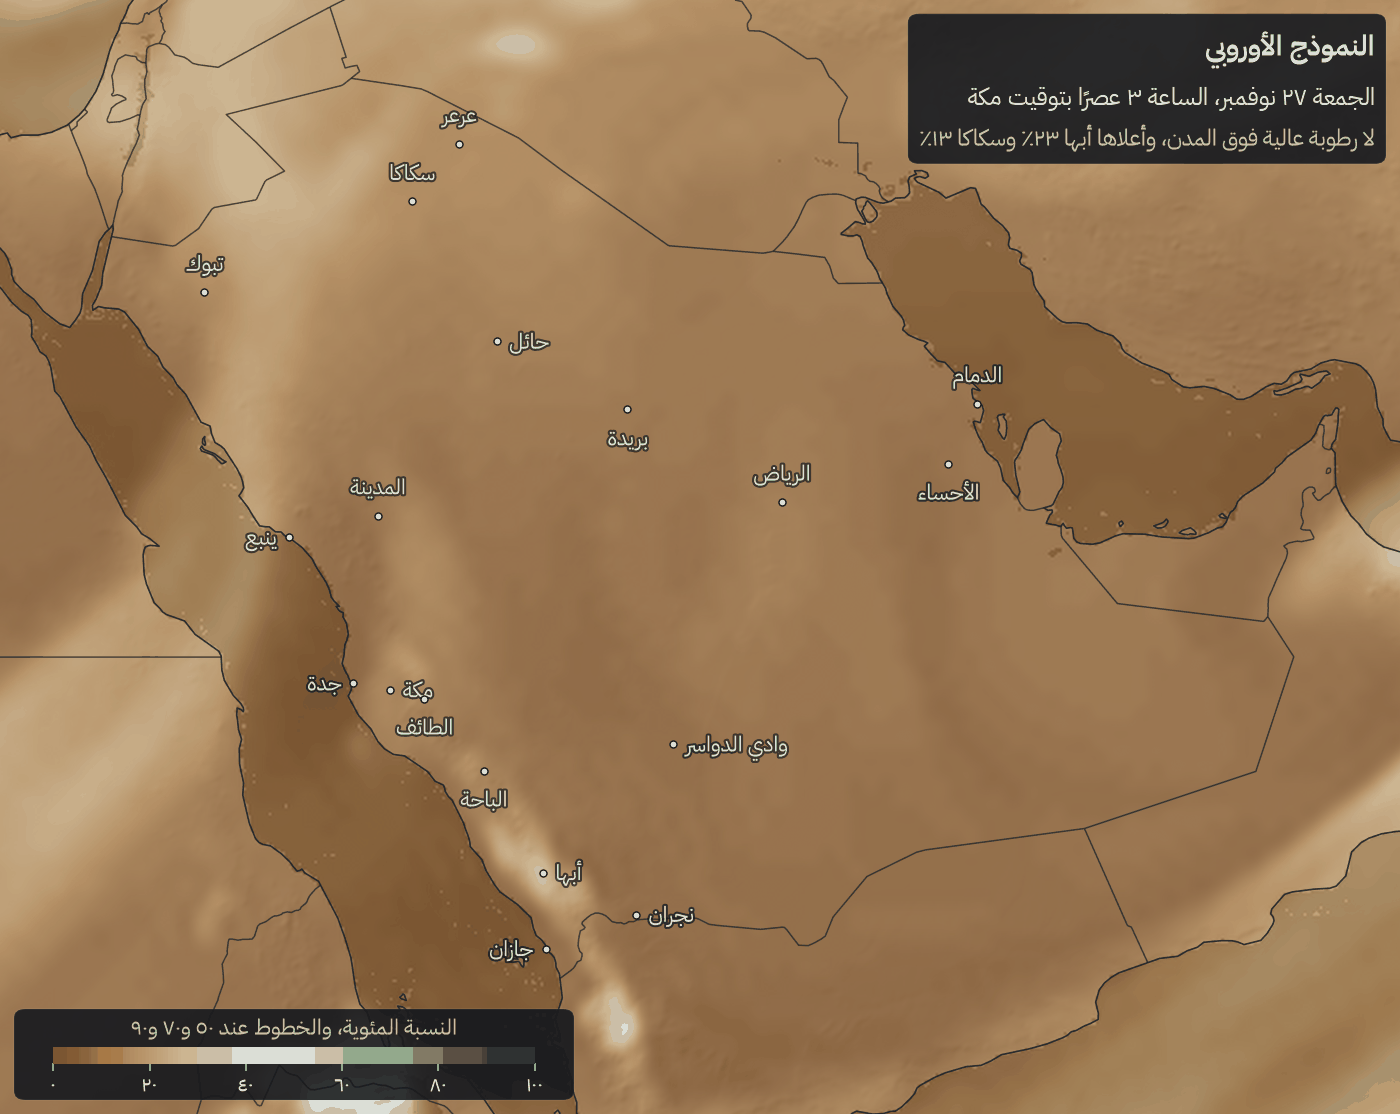 النموذج الأوروبي
الجمعة ٢٧ نوفمبر، الساعة ٣ عصرًا بتوقيت مكة
لا رطوبة عالية فوق المدن، وأعلاها أبها ٢٣٪ وسكاكا ١٣٪
عرعر
سكاكا
تبوك
حائل
الدمام
بريدة
الرياض
المدينة
الأحساء
ينبع
جدة
مكة
الطائف
وادي الدواسر
الباحة
أبها
نجران
جازان
النسبة المئوية، والخطوط عند ٥٠ و٧٠ و٩٠
٠ ٢٠ ٤٠ ٦٠ ٨٠ ١٠٠